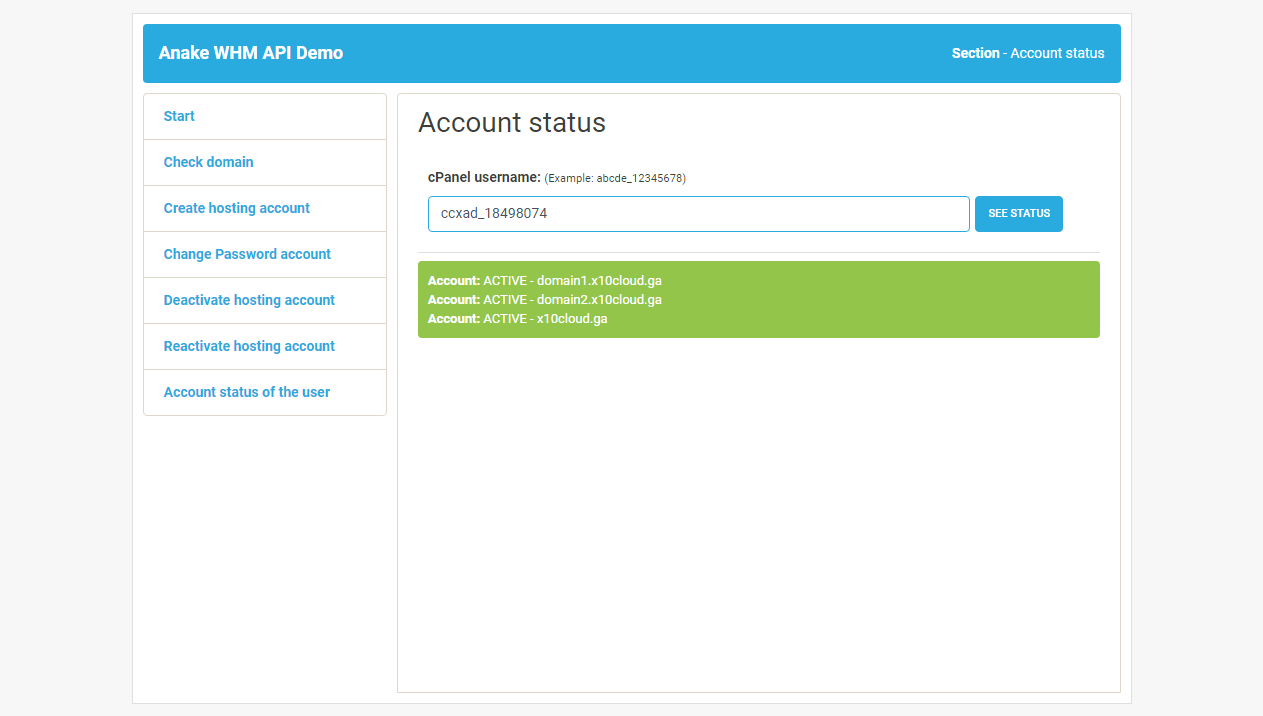 Anake WHM API Demo
Section - Account status
Start
Check domain
Create hosting account
Change Password account
Deactivate hosting account
Reactivate hosting account
Account status of the user
Account status
cPanel username: (Example: abcde_12345678)
ccxad_18498074
SEE STATUS
Account: ACTIVE - domain1.x10cloud.ga
Account: ACTIVE - domain2.x10cloud.ga
Account: ACTIVE - x10cloud.ga